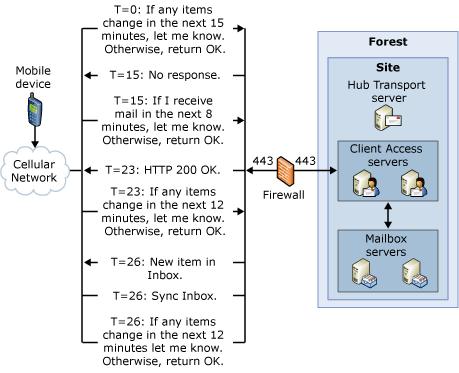 T=0: If any items
change in the next 15
minutes, let me know.
Otherwise, return OK.
T=15: No response.
T=15: If I receive
mail in the next 8
minutes, let me know.
Otherwise, return OK.
T=23: HTTP 200 OK.
T=23: If any items
change in the next 12
minutes, let me know.
Otherwise, return OK.
T=26: New item in
Inbox.
T=26: Sync Inbox.
T=26: If any items
change in the next 12
minutes let me know.
Otherwise, return OK.
Mobile
device
Cellular
Network
443
443
Firewall
Forest
Site
Hub Transport
server
Client Access
servers
Mailbox
servers